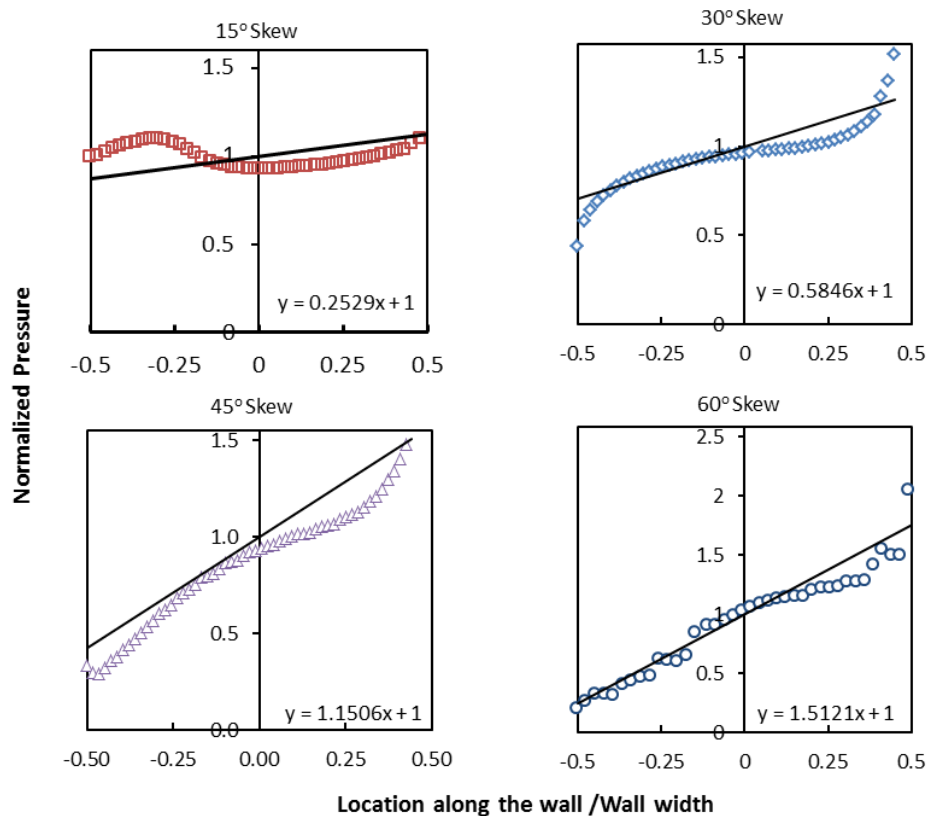 15° Skew
1.5
1
0.5
0
y = 0.2529x + 1
-0.5 -0.25 0 0.25 0.5
30° Skew
1.5
1
0.5
0
y = 0.5846x + 1
-0.5 -0.25 0 0.25 0.5
Normalized Pressure
45° Skew
1.5
1.0
0.5
0.0
y = 1.1506x + 1
-0.50 -0.25 0.00 0.25 0.50
60° Skew
2.5
2
1.5
1
0.5
0
y = 1.5121x + 1
-0.5 -0.25 0 0.25 0.5
Location along the wall /Wall width